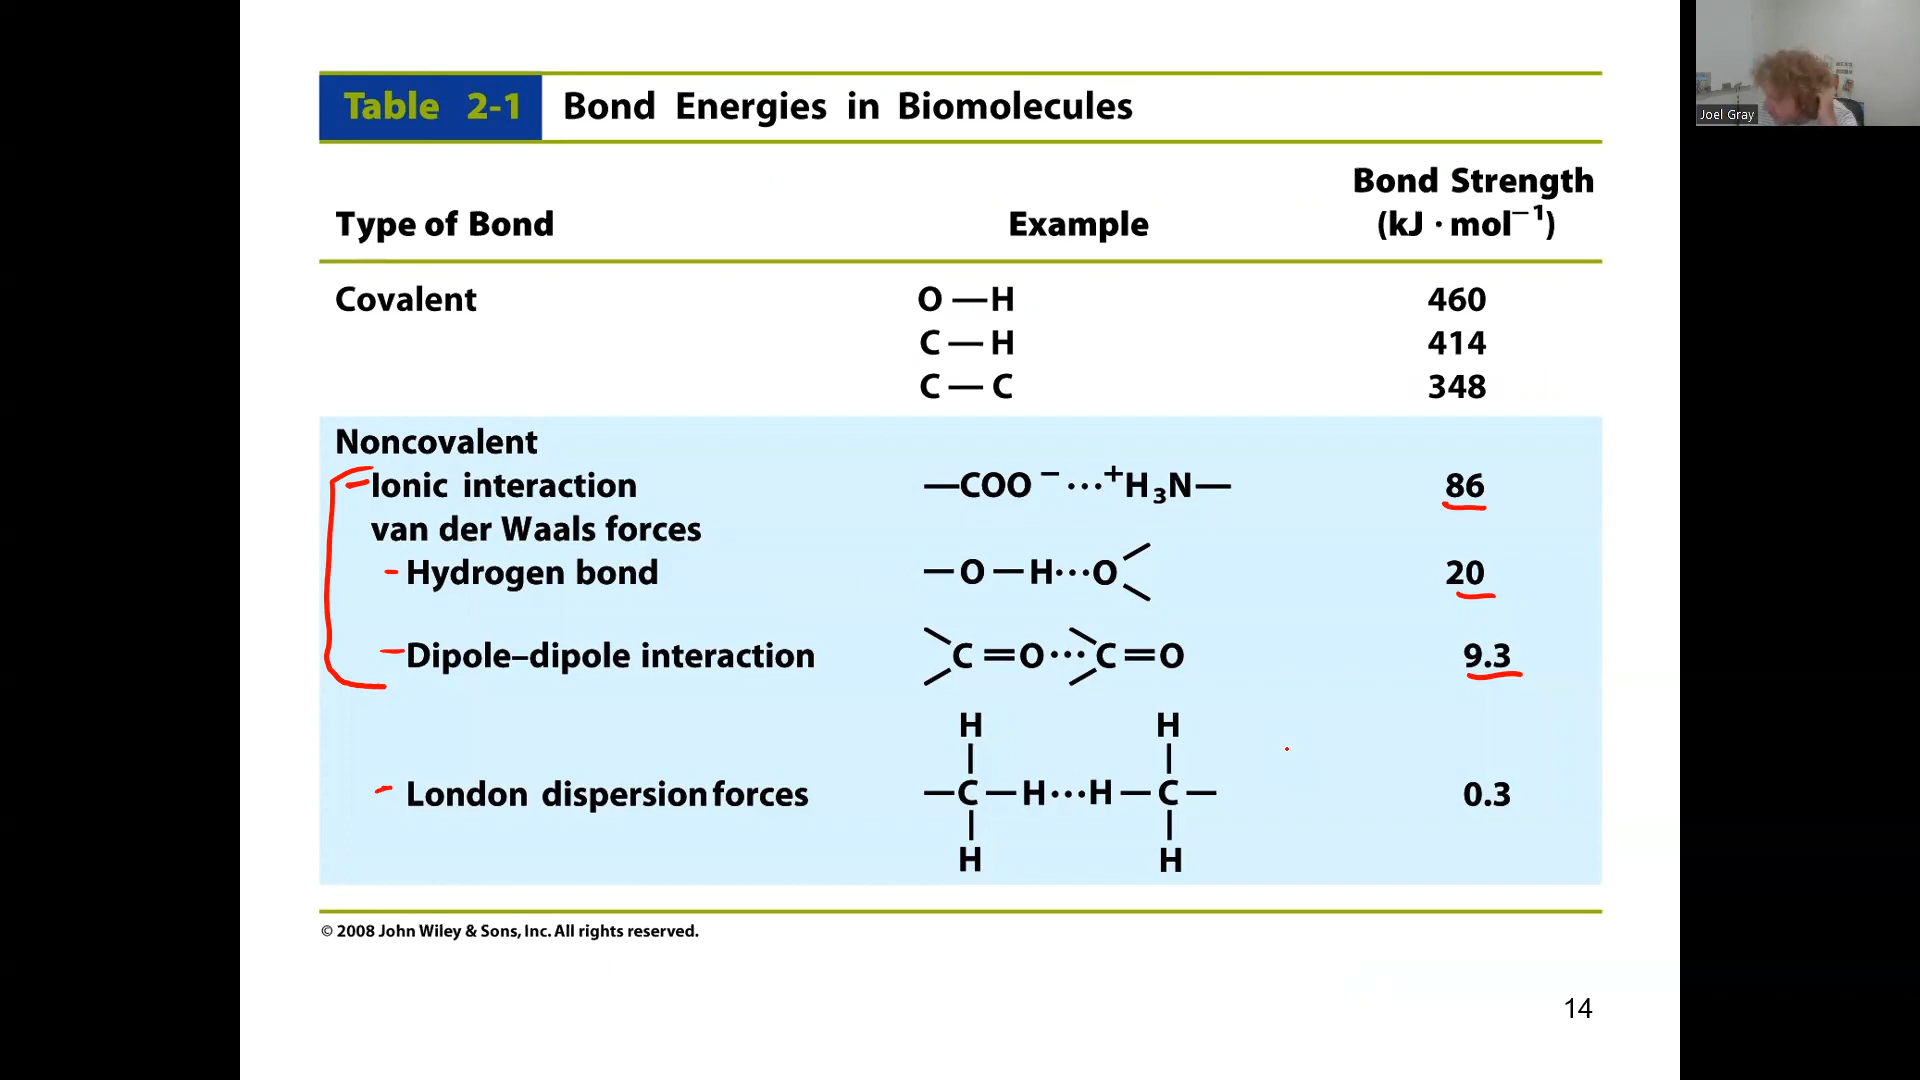 Table 2-1 Bond Energies in Biomolecules
Type of Bond Example Bond Strength (kJ · mol⁻¹)
Covalent O—H 460
C—H 414
C—C 348
Noncovalent
Ionic interaction —COO⁻ ···⁺H₃N— 86
van der Waals forces
Hydrogen bond —O—H···O 20
Dipole–dipole interaction C=O···C=O 9.3
H H
London dispersion forces —C—H···H—C— 0.3
H H
© 2008 John Wiley & Sons, Inc. All rights reserved.
14
Joel Gray